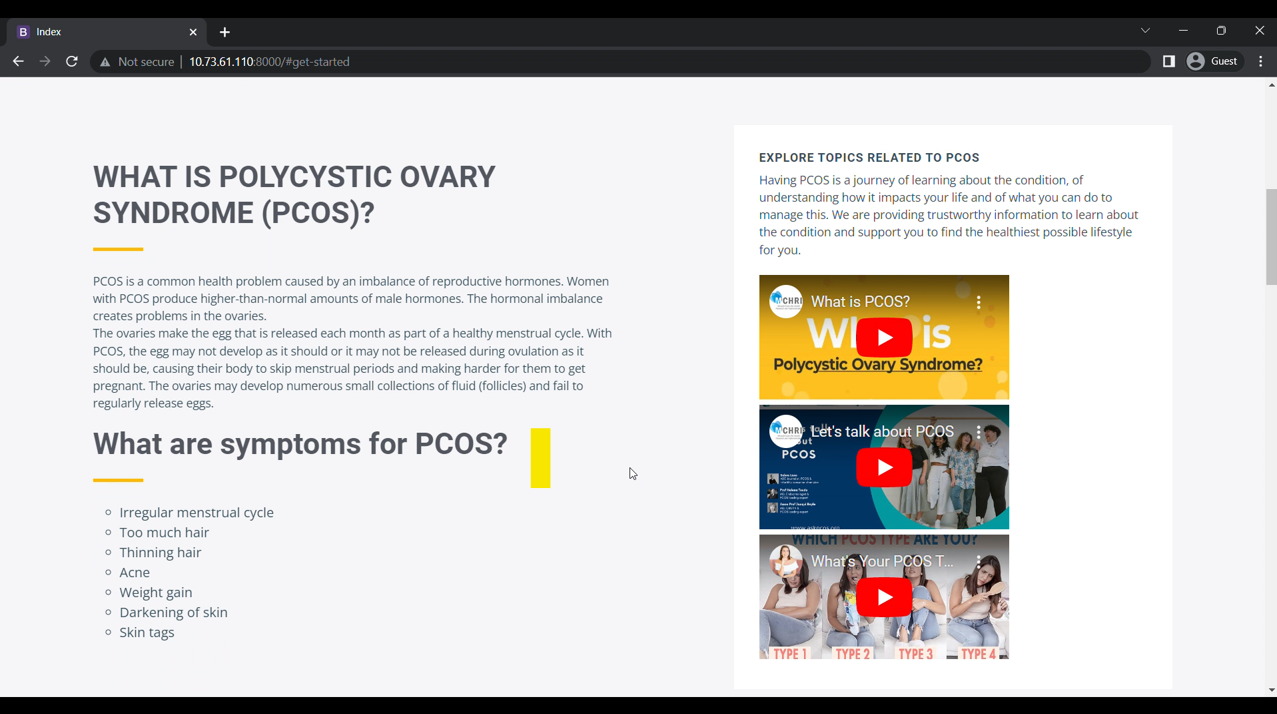 Index
Not secure | 10.73.61.110:8000/#get-started
Guest
WHAT IS POLYCYSTIC OVARY
SYNDROME (PCOS)?
PCOS is a common health problem caused by an imbalance of reproductive hormones. Women
with PCOS produce higher-than-normal amounts of male hormones. The hormonal imbalance
creates problems in the ovaries.
The ovaries make the egg that is released each month as part of a healthy menstrual cycle. With
PCOS, the egg may not develop as it should or it may not be released during ovulation as it
should be, causing their body to skip menstrual periods and making harder for them to get
pregnant. The ovaries may develop numerous small collections of fluid (follicles) and fail to
regularly release eggs.
What are symptoms for PCOS?
Irregular menstrual cycle
Too much hair
Thinning hair
Acne
Weight gain
Darkening of skin
Skin tags
EXPLORE TOPICS RELATED TO PCOS
Having PCOS is a journey of learning about the condition, of
understanding how it impacts your life and of what you can do to
manage this. We are providing trustworthy information to learn about
the condition and support you to find the healthiest possible lifestyle
for you.
What is PCOS?
is
Polycystic Ovary Syndrome?
Let's talk about PCOS
PCOS
www.askpcos.org
WHICH PCOS TYPE ARE YOU?
What's Your PCOS T...
TYPE 1 TYPE 2 TYPE 3 TYPE 4